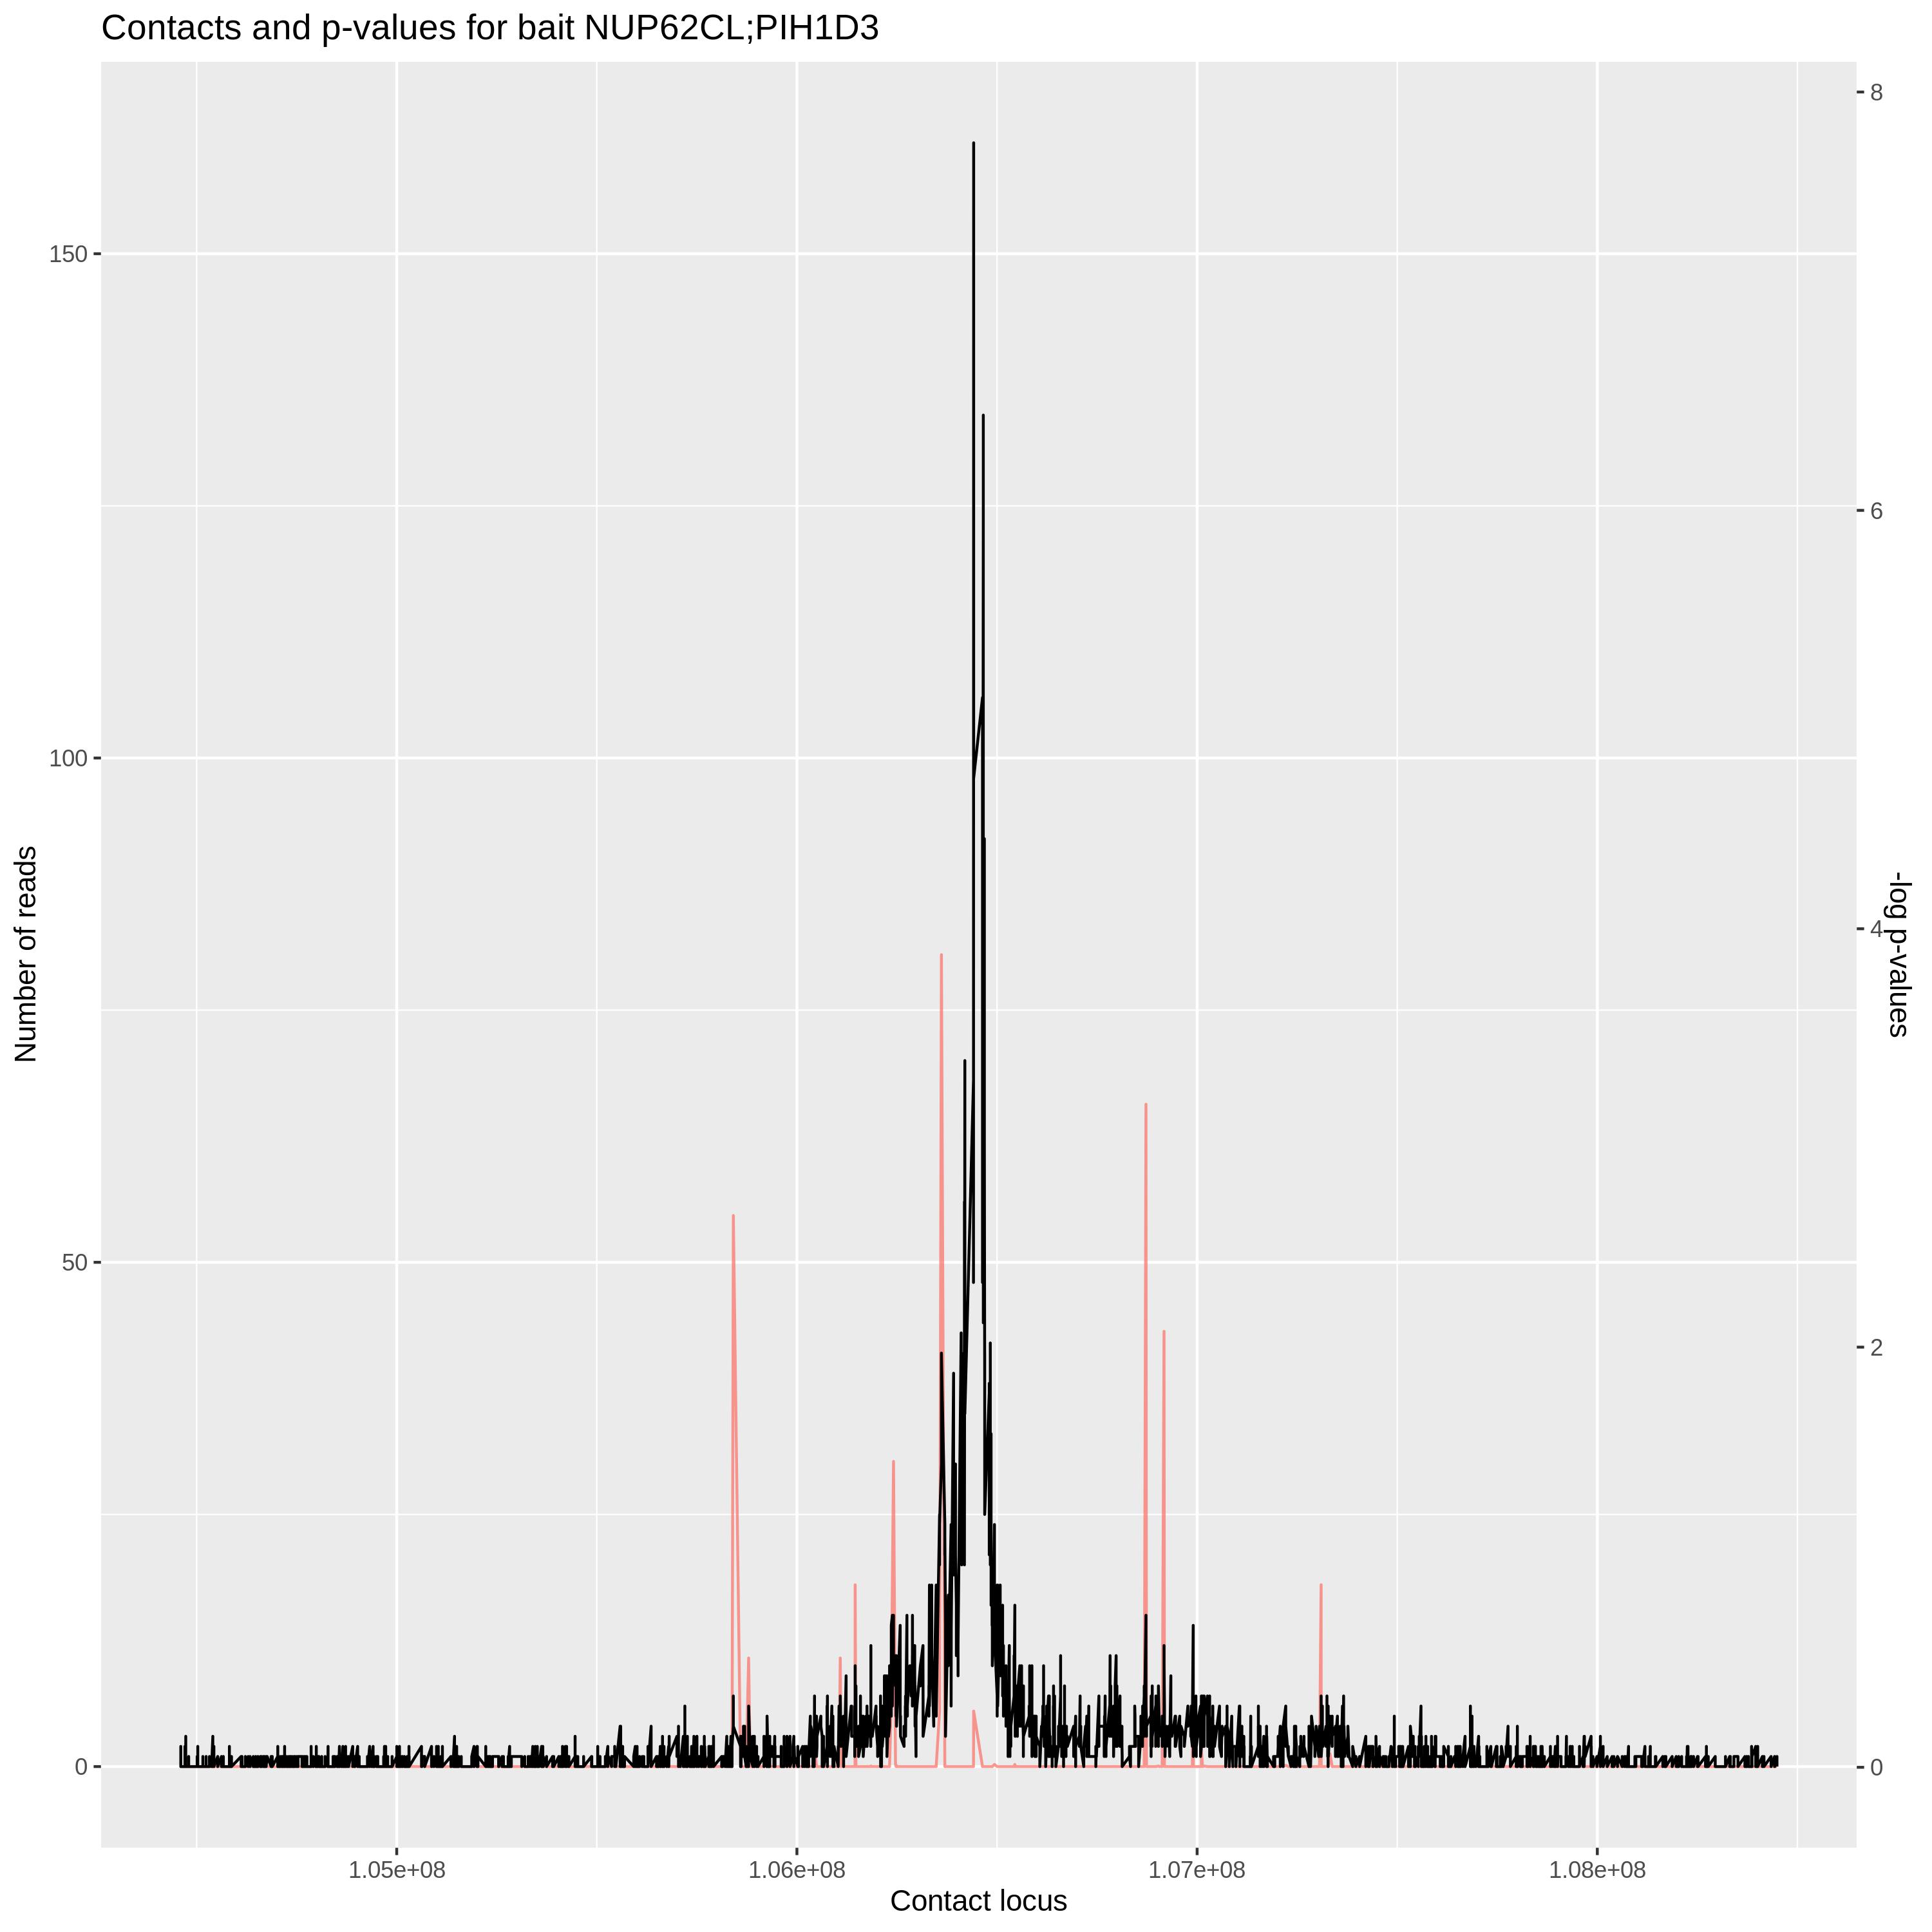 Contacts and p-values for bait NUP62CL;PIH1D3
150
100
50
0
Number of reads
8
6
4
2
0
-log p-values
1.05e+08
1.06e+08
1.07e+08
1.08e+08
Contact locus